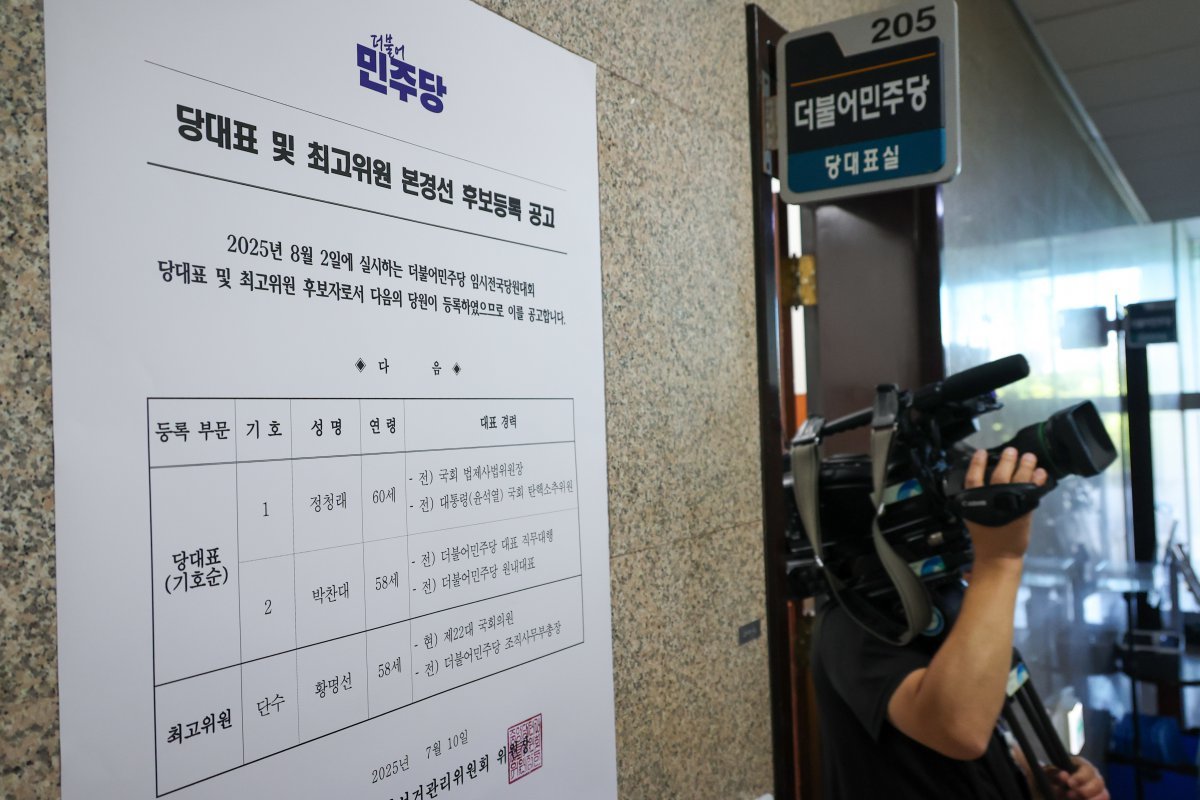 더불어
민주당
당대표 및 최고위원 본경선 후보등록 공고
2025년 8월 2일에 실시하는 더불어민주당 임시전국당원대회
당대표 및 최고위원 후보자로서 다음의 당원이 등록하였으므로 이를 공고합니다.
◈ 다 음 ◈
등록 부문 기 호 성 명 연 령 대표 경력
당대표
(기호순)
1 정청래 60세
- 전) 국회 법제사법위원장
- 전) 대통령(윤석열) 국회 탄핵소추위원
2 박찬대 58세
- 전) 더불어민주당 대표 직무대행
- 전) 더불어민주당 원내대표
최고위원 단수 황명선 58세
- 현) 제22대 국회의원
- 전) 더불어민주당 조직사무부총장
2025년 7월 10일
선거관리위원회 위원장
205
더불어민주당
당대표실
Canon